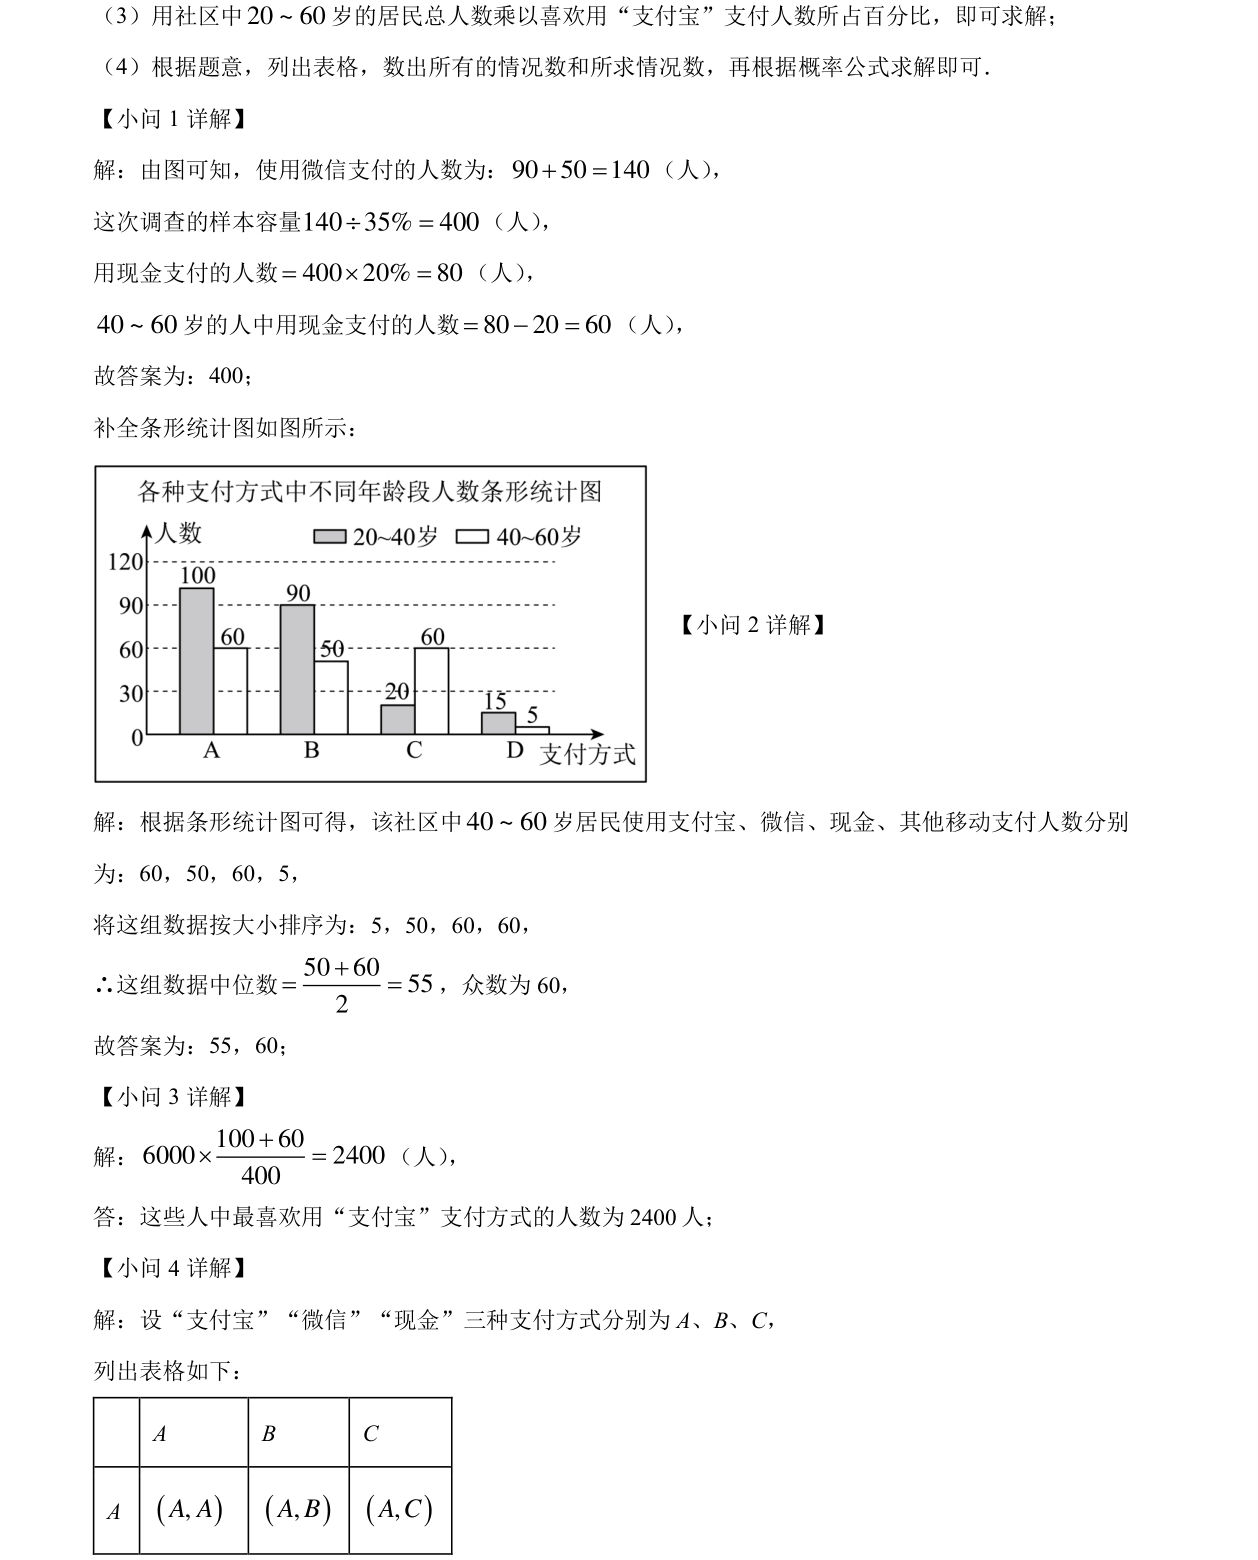 （3）用社区中 20 ~ 60 岁的居民总人数乘以喜欢用“支付宝”支付人数所占百分比，即可求解；
（4）根据题意，列出表格，数出所有的情况数和所求情况数，再根据概率公式求解即可．
【小问 1 详解】
解：由图可知，使用微信支付的人数为：90+50=140（人），
这次调查的样本容量140÷35% = 400（人），
用现金支付的人数= 400×20% = 80（人），
40 ~ 60 岁的人中用现金支付的人数= 80－20 = 60（人），
故答案为：400；
补全条形统计图如图所示：
各种支付方式中不同年龄段人数条形统计图
人数 20~40岁 40~60岁
120
100
90 90
60 60 50 60
30 20 15 5
0 A B C D 支付方式
【小问 2 详解】
解：根据条形统计图可得，该社区中40 ~ 60 岁居民使用支付宝、微信、现金、其他移动支付人数分别
为：60，50，60，5，
将这组数据按大小排序为：5，50，60，60，
∴这组数据中位数= (50+60)/2 = 55，众数为 60，
故答案为：55，60；
【小问 3 详解】
解：6000× (100+60)/400 = 2400（人），
答：这些人中最喜欢用“支付宝”支付方式的人数为 2400 人；
【小问 4 详解】
解：设“支付宝”“微信”“现金”三种支付方式分别为 A、B、C，
列出表格如下：
A B C
A (A, A) (A, B) (A, C)